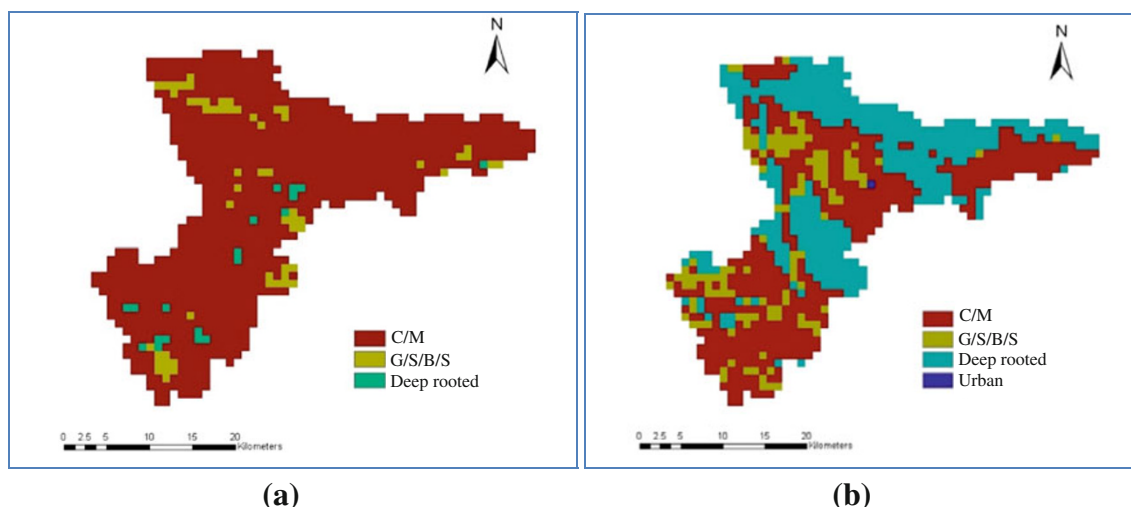 N
C/M
G/S/B/S
Deep rooted
0 2.5 5 10 15 20
Kilometers
(a)
N
C/M
G/S/B/S
Deep rooted
Urban
0 2.5 5 10 15 20
Kilometers
(b)